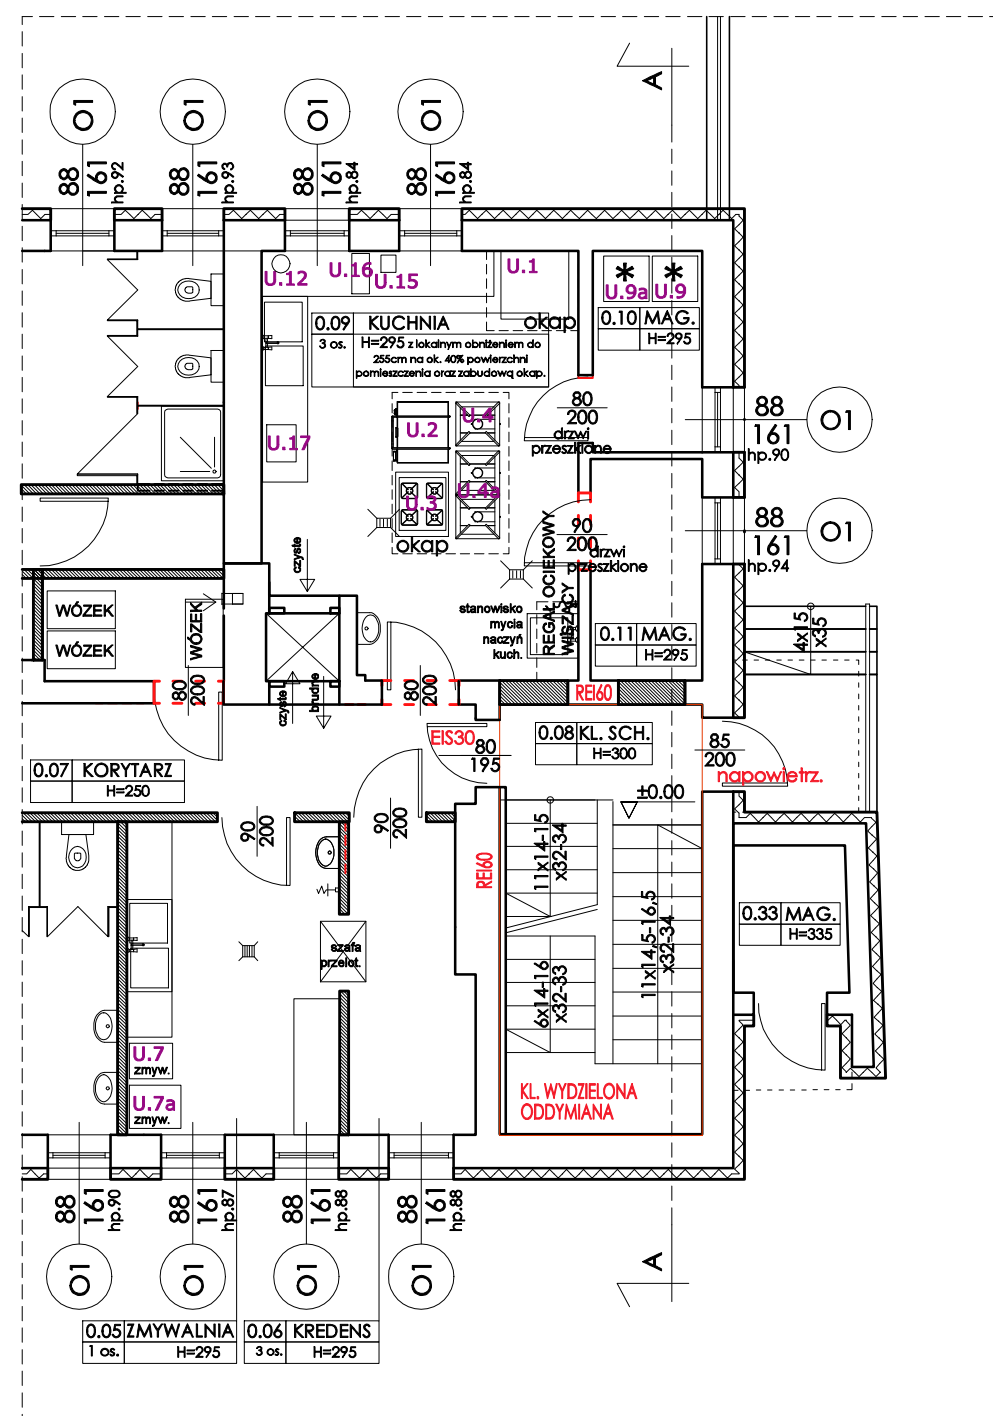 A
O1
O1
O1
O1
88
161
hp.92
88
161
hp.93
88
161
hp.84
88
161
hp.84
U.12
U.16
U.15
U.1
U.9a
U.9
okap
0.09 KUCHNIA
3 os. H=295 z lokalnym obniżeniem do
255cm na ok. 40% powierzchni
pomieszczenia oraz zabudową okap.
0.10 MAG.
H=295
80
200
drzwi
przeszklone
88
161
hp.90
O1
U.2
U.4
U.17
U.3
U.4a
okap
90
200
drzwi
przeszklone
88
161
hp.94
O1
czyste
REGAŁ OCIEKOWY
WISZĄCY
stanowisko
mycia
naczyń
kuch.
WÓZEK
WÓZEK
WÓZEK
0.11 MAG.
H=295
4x15
x35
80
200
czyste
brudne
80
200
REI60
EIS30
80
195
0.08 KL. SCH.
H=300
85
200
napowietrz.
0.07 KORYTARZ
H=250
±0.00
90
200
90
200
REI60
11x14-15
x32-34
11x14,5-16,5
x32-34
6x14-16
x32-33
0.33 MAG.
H=335
szafa
przelot.
U.7
zmyw.
U.7a
zmyw.
KL. WYDZIELONA
ODDYMIANA
88
161
hp.90
88
161
hp.87
88
161
hp.88
88
161
hp.88
O1
O1
O1
O1
A
0.05 ZMYWALNIA
1 os. H=295
0.06 KREDENS
3 os. H=295